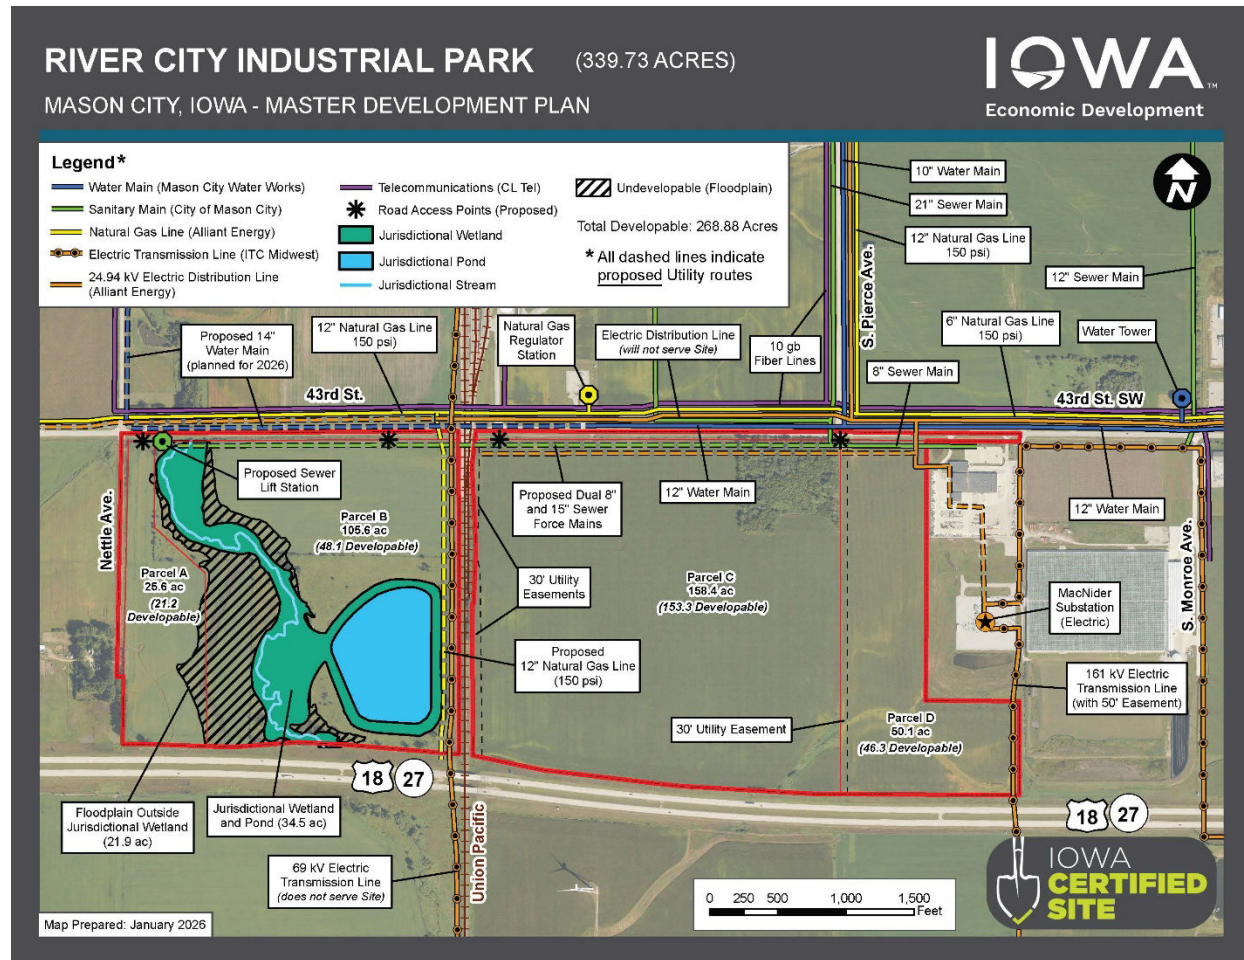 RIVER CITY INDUSTRIAL PARK (339.73 ACRES)
MASON CITY, IOWA - MASTER DEVELOPMENT PLAN
IOWA™
Economic Development
Legend*
Water Main (Mason City Water Works)
Sanitary Main (City of Mason City)
Natural Gas Line (Alliant Energy)
Electric Transmission Line (ITC Midwest)
24.94 kV Electric Distribution Line
(Alliant Energy)
Telecommunications (CL Tel)
Road Access Points (Proposed)
Jurisdictional Wetland
Jurisdictional Pond
Jurisdictional Stream
Undevelopable (Floodplain)
Total Developable: 268.88 Acres
* All dashed lines indicate
proposed Utility routes
N
10" Water Main
21" Sewer Main
12" Natural Gas Line
150 psi)
S. Pierce Ave.
12" Sewer Main
Proposed 14"
Water Main
(planned for 2026)
12" Natural Gas Line
150 psi)
Natural Gas
Regulator
Station
Electric Distribution Line
(will not serve Site)
10 gb
Fiber Lines
6" Natural Gas Line
150 psi)
Water Tower
8" Sewer Main
43rd St.
43rd St. SW
Proposed Sewer
Lift Station
Nettle Ave.
Parcel B
105.6 ac
(48.1 Developable)
Parcel A
25.6 ac
(21.2
Developable)
Proposed Dual 8"
and 15" Sewer
Force Mains
12" Water Main
12" Water Main
30' Utility
Easements
Parcel C
158.4 ac
(153.3 Developable)
MacNider
Substation
(Electric)
S. Monroe Ave.
Proposed
12" Natural Gas Line
(150 psi)
161 kV Electric
Transmission Line
(with 50' Easement)
30' Utility Easement
Parcel D
50.1 ac
(46.3 Developable)
18 27
18 27
Floodplain Outside
Jurisdictional Wetland
(21.9 ac)
Jurisdictional Wetland
and Pond (34.5 ac)
69 kV Electric
Transmission Line
(does not serve Site)
Union Pacific
0 250 500 1,000 1,500
Feet
IOWA
CERTIFIED
SITE
Map Prepared: January 2026